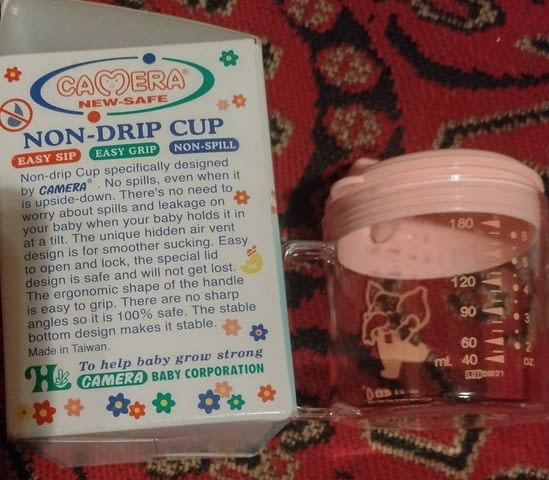 CAMERA®
NEW-SAFE
NON-DRIP CUP
EASY SIP EASY GRIP NON-SPILL
Non-drip Cup specifically designed
by CAMERA®. No spills, even when it
is upside-down. There's no need to
worry about spills and leakage on
your baby when your baby holds it in
at a tilt. The unique hidden air vent
design is for smoother sucking. Easy
to open and lock, the special lid
design is safe and will not get lost.
The ergonomic shape of the handle
is easy to grip. There are no sharp
angles so it is 100% safe. The stable
bottom design makes it stable.
Made in Taiwan.
To help baby grow strong
CAMERA BABY CORPORATION
180
6
5
120
4
90
3
60
2
ml. 40 oz